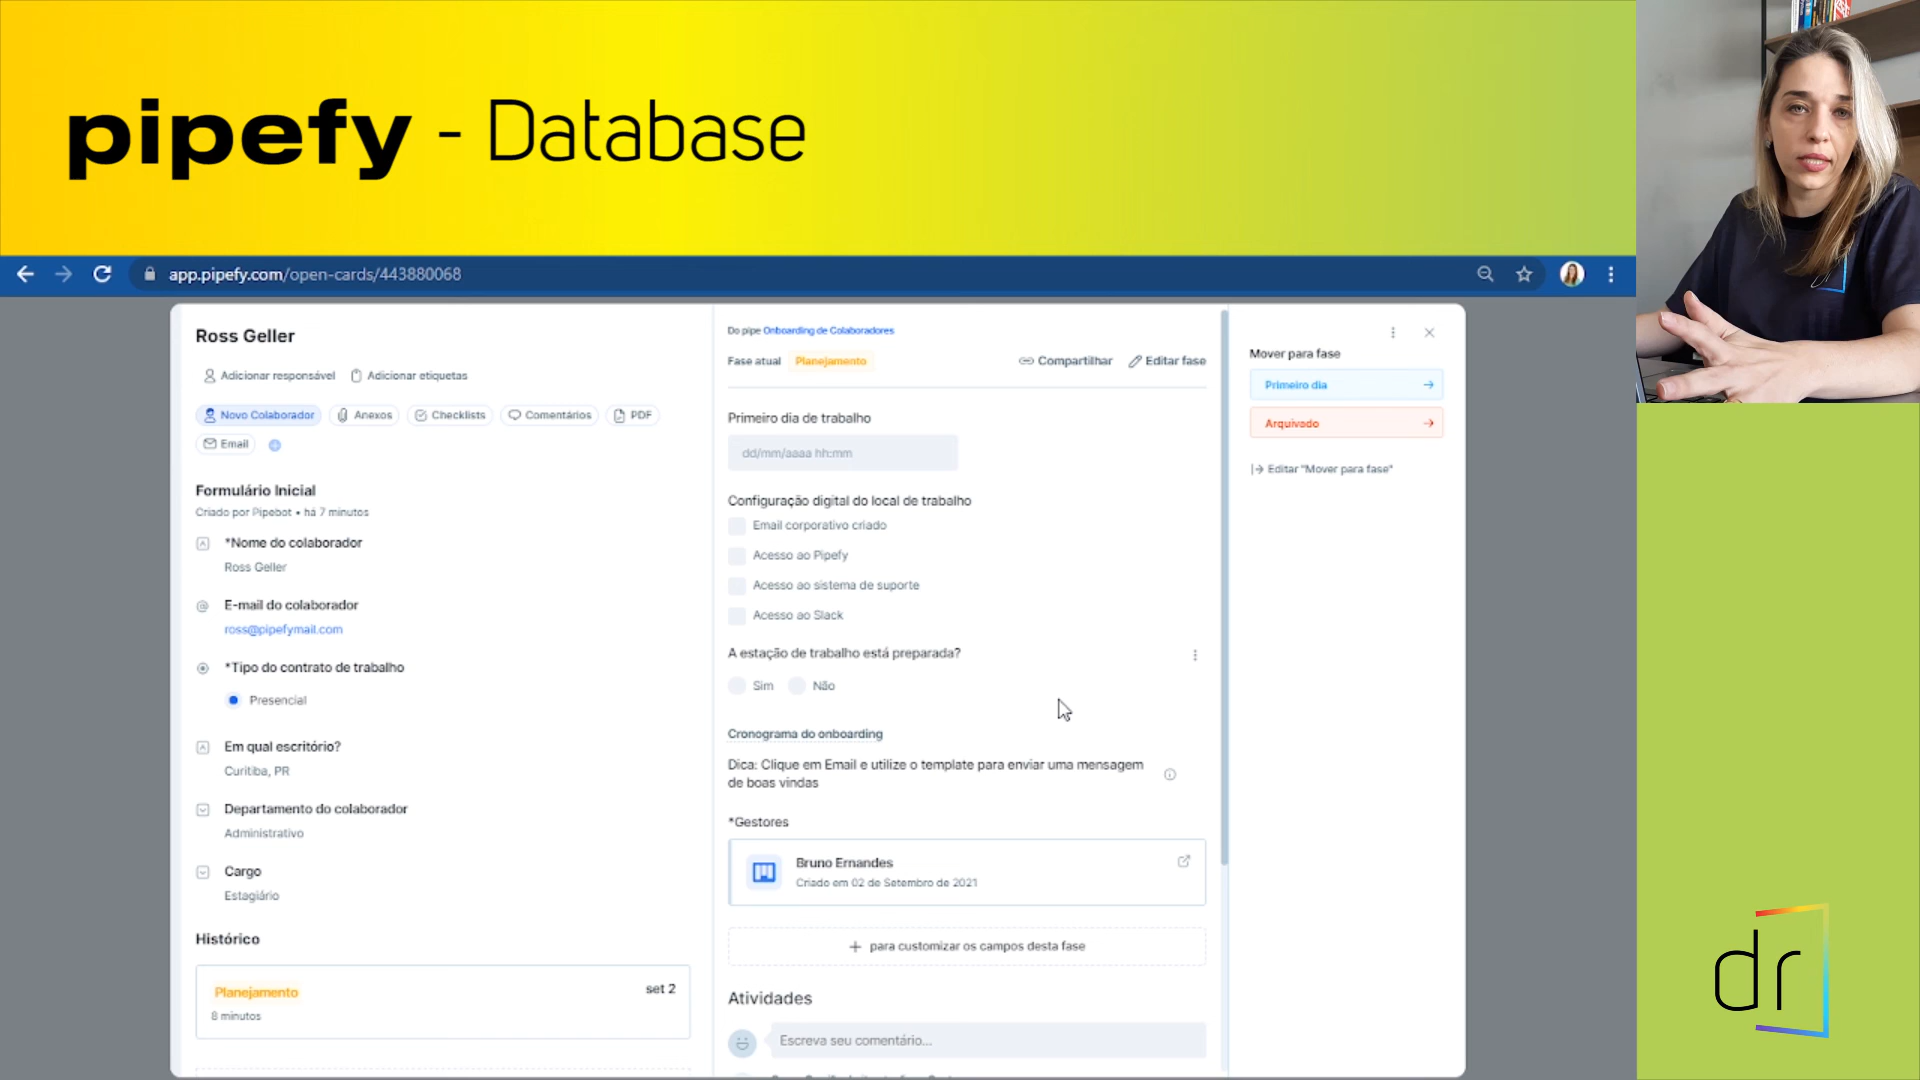 pipefy - Database
app.pipefy.com/open-cards/443880068
Ross Geller
Adicionar responsável
Adicionar etiquetas
Novo Colaborador
Anexos
Checklists
Comentários
PDF
Email
Formulário Inicial
Criado por Pipebot • há 7 minutos
*Nome do colaborador
Ross Geller
E-mail do colaborador
ross@pipefymail.com
*Tipo do contrato de trabalho
Presencial
Em qual escritório?
Curitiba, PR
Departamento do colaborador
Administrativo
Cargo
Estagiário
Histórico
Planejamento
set 2
8 minutos
Do pipe Onboarding de Colaboradores
Fase atual Planejamento
Compartilhar
Editar fase
Primeiro dia de trabalho
dd/mm/aaaa hh:mm
Configuração digital do local de trabalho
Email corporativo criado
Acesso ao Pipefy
Acesso ao sistema de suporte
Acesso ao Slack
A estação de trabalho está preparada?
Sim
Não
Cronograma do onboarding
Dica: Clique em Email e utilize o template para enviar uma mensagem
de boas vindas
*Gestores
Bruno Ernandes
Criado em 02 de Setembro de 2021
+ para customizar os campos desta fase
Atividades
Escreva seu comentário...
Mover para fase
Primeiro dia
Arquivado
Editar "Mover para fase"
dr